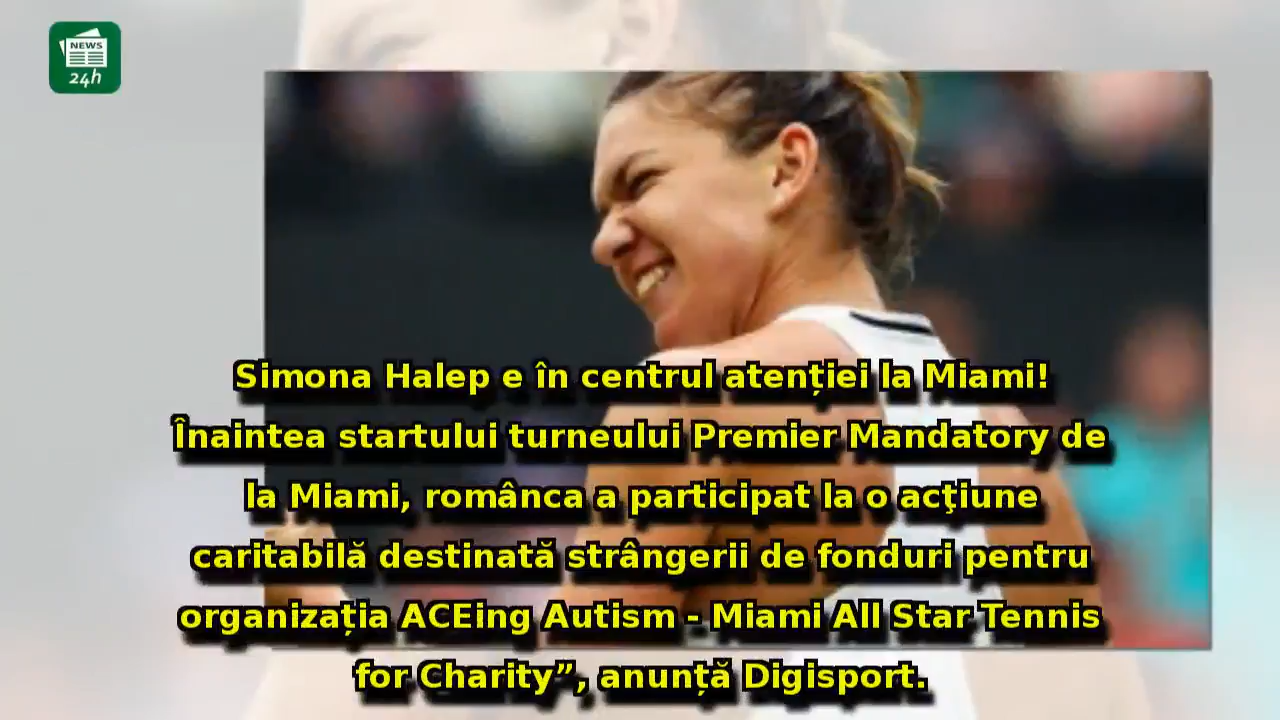 NEWS
24h
Simona Halep e în centrul atenției la Miami!
Înaintea startului turneului Premier Mandatory de
la Miami, românca a participat la o acţiune
caritabilă destinată strângerii de fonduri pentru
organizația ACEing Autism - Miami All Star Tennis
for Charity”, anunță Digisport.